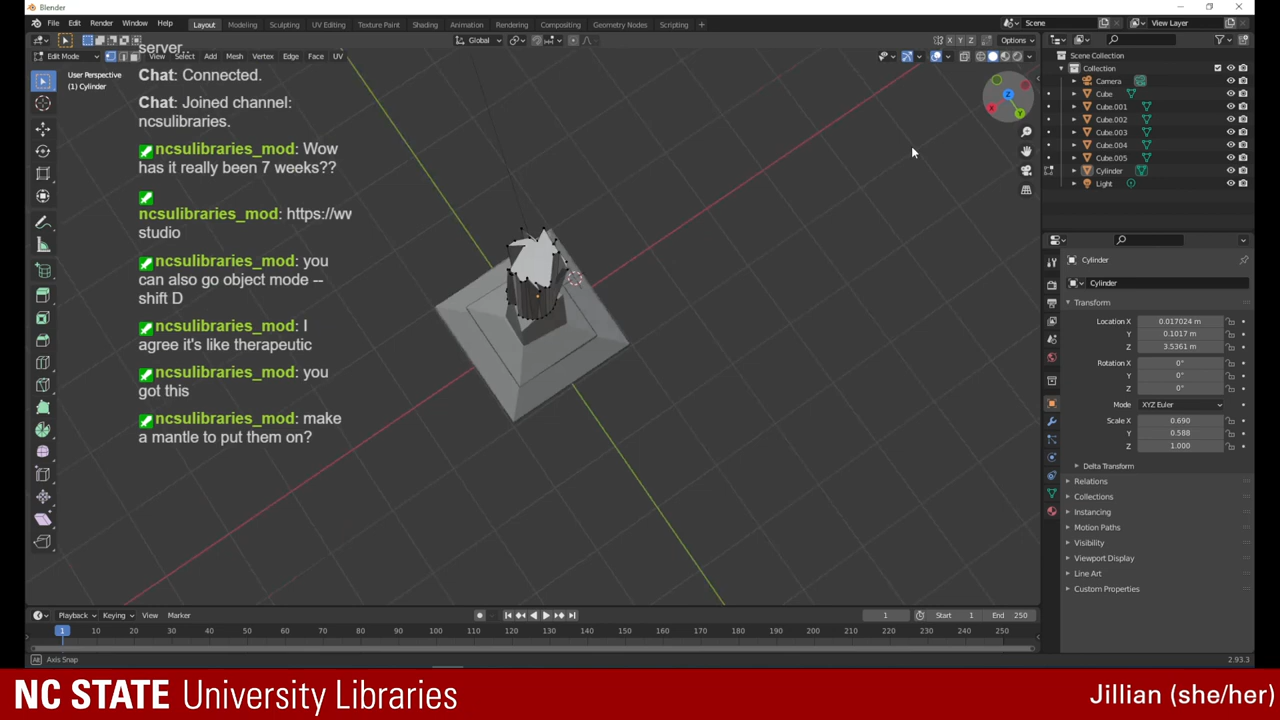 Blender
File Edit Render Window Help Layout Modeling Sculpting UV Editing Texture Paint Shading Animation Rendering Compositing Geometry Nodes Scripting + Scene View Layer
Global X Y Z Options
Edit Mode View Select Add Mesh Vertex Edge Face UV
server..
User Perspective
(1) Cylinder
Chat: Connected.
Chat: Joined channel:
ncsulibraries.
ncsulibraries_mod: Wow
has it really been 7 weeks??
ncsulibraries_mod: https://ww
studio
ncsulibraries_mod: you
can also go object mode --
shift D
ncsulibraries_mod: I
agree it's like therapeutic
ncsulibraries_mod: you
got this
ncsulibraries_mod: make
a mantle to put them on?
Z
X
Y
Scene Collection
Collection
Camera
Cube
Cube.001
Cube.002
Cube.003
Cube.004
Cube.005
Cylinder
Light
Cylinder
Cylinder
Transform
Location X 0.017024 m
Y 0.1017 m
Z 3.5361 m
Rotation X 0°
Y 0°
Z 0°
Mode XYZ Euler
Scale X 0.690
Y 0.588
Z 1.000
Delta Transform
Relations
Collections
Instancing
Motion Paths
Visibility
Viewport Display
Line Art
Custom Properties
Playback Keying View Marker 1 Start 1 End 250
1 10 20 30 40 50 60 70 80 90 100 110 120 130 140 150 160 170 180 190 200 210 220 230 240 250
Alt Axis Snap 2.93.3
NC STATE University Libraries
Jillian (she/her)